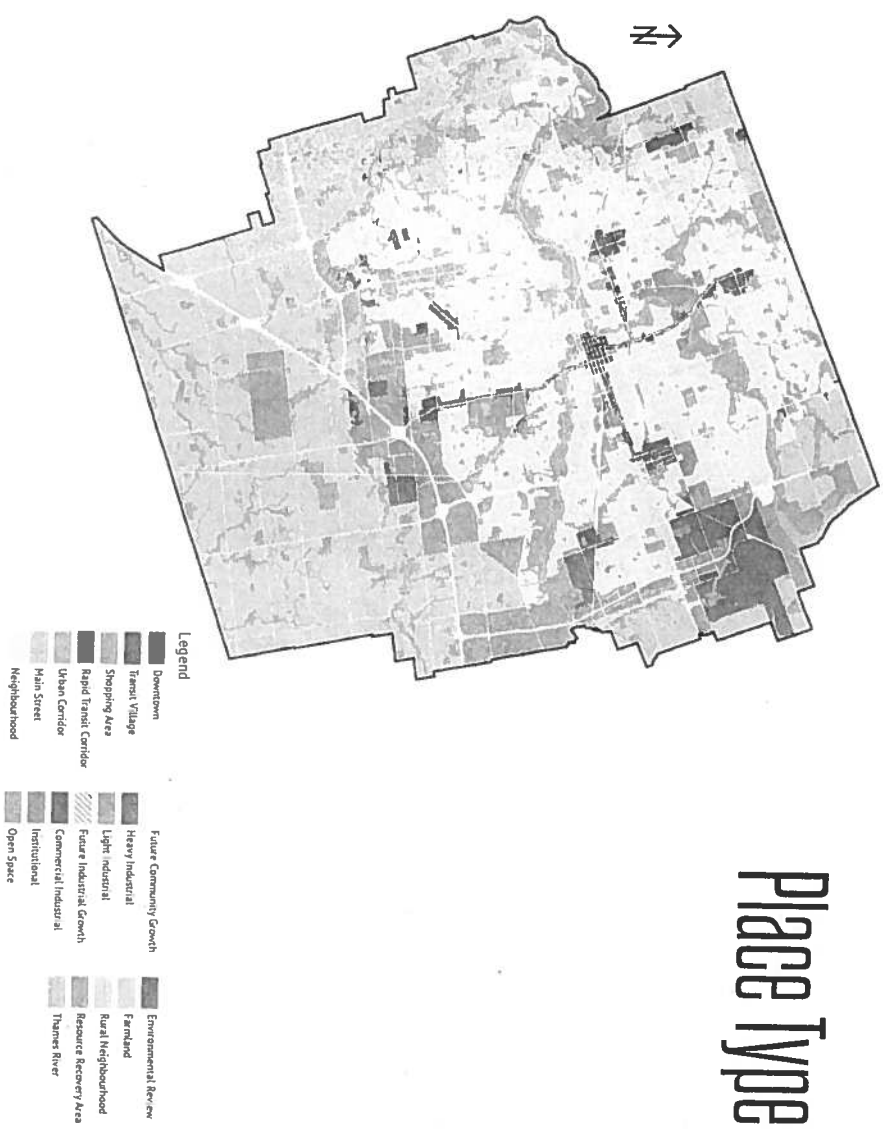 Place Type
N
Legend
Downtown
Transit Village
Shopping Area
Rapid Transit Corridor
Urban Corridor
Main Street
Neighbourhood
Future Community Growth
Heavy Industrial
Light Industrial
Future Industrial Growth
Commercial Industrial
Institutional
Open Space
Environmental Review
Farmland
Rural Neighbourhood
Resource Recovery Area
Thames River